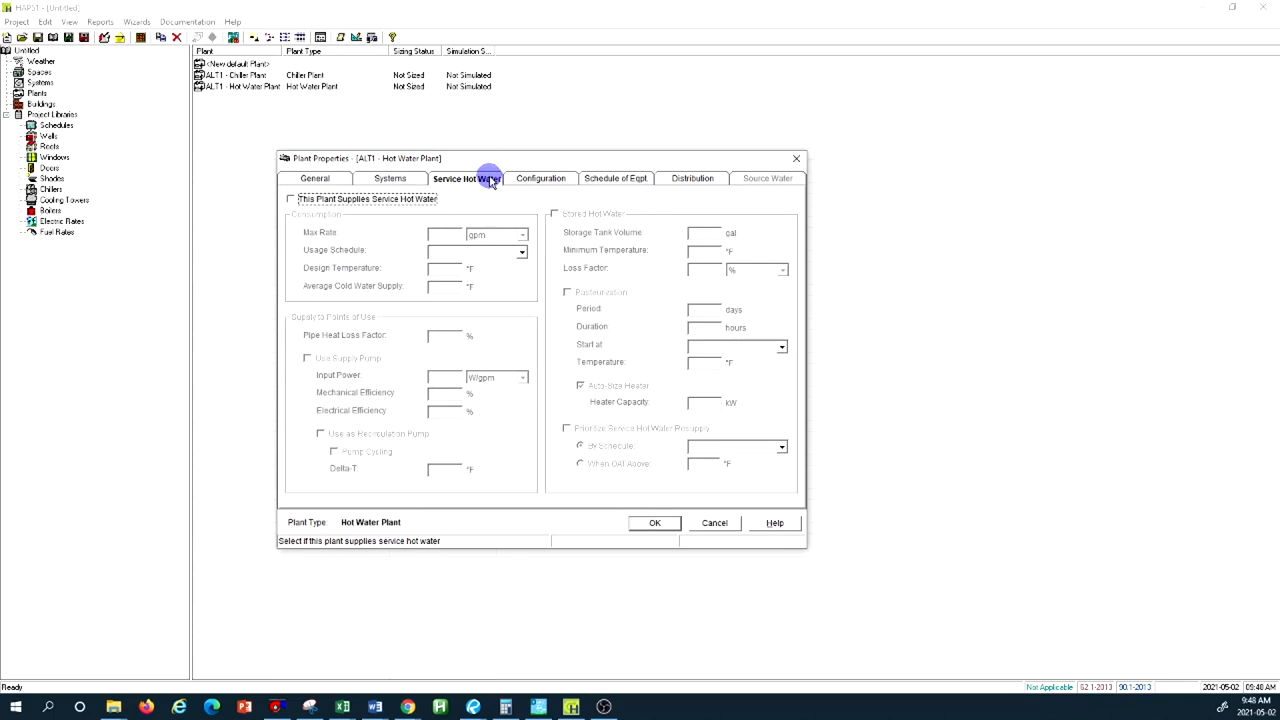 HAP51 - [Untitled]
Project Edit View Reports Wizards Documentation Help
Untitled
Weather
Spaces
Systems
Plants
Buildings
Project Libraries
Schedules
Walls
Roofs
Windows
Doors
Shades
Chillers
Cooling Towers
Boilers
Electric Rates
Fuel Rates
Plant Plant Type Sizing Status Simulation S...
<New default Plant>
ALT1 - Chiller Plant Chiller Plant Not Sized Not Simulated
ALT1 - Hot Water Plant Hot Water Plant Not Sized Not Simulated
Plant Properties - [ALT1 - Hot Water Plant]
General Systems Service Hot Water Configuration Schedule of Eqpt Distribution Source Water
This Plant Supplies Service Hot Water
Consumption
Max Rate: gpm
Usage Schedule:
Design Temperature: °F
Average Cold Water Supply: °F
Supply to Points of Use
Pipe Heat Loss Factor: %
Use Supply Pump
Input Power: W/gpm
Mechanical Efficiency %
Electrical Efficiency %
Use as Recirculation Pump
Pump Cycling
Delta-T: °F
Stored Hot Water
Storage Tank Volume: gal
Minimum Temperature: °F
Loss Factor: %
Pasteurization
Period: days
Duration hours
Start at
Temperature: °F
Auto-Size Heater
Heater Capacity: kW
Prioritize Service Hot Water Resupply
By Schedule:
When OAT Above: °F
Plant Type: Hot Water Plant OK Cancel Help
Select if this plant supplies service hot water
Ready Not Applicable 62.1-2013 90.1-2013 2021-05-02 09:48 AM
9:48 AM
2021-05-02